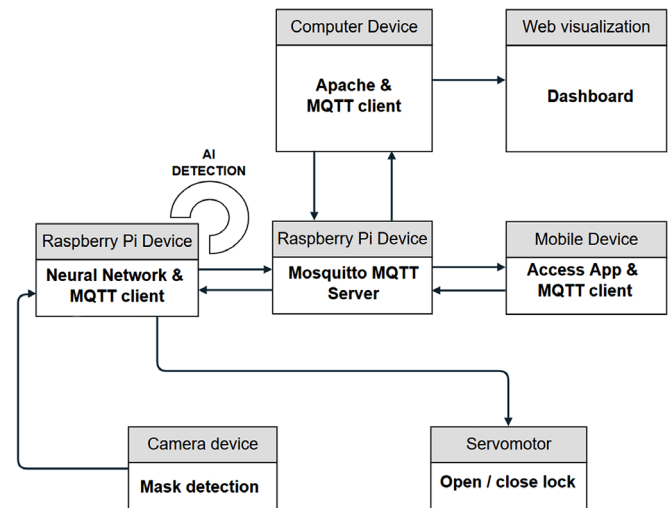 Computer Device
Apache &
MQTT client
Web visualization
Dashboard
AI
DETECTION
Raspberry Pi Device
Neural Network &
MQTT client
Raspberry Pi Device
Mosquitto MQTT
Server
Mobile Device
Access App &
MQTT client
Camera device
Mask detection
Servomotor
Open / close lock